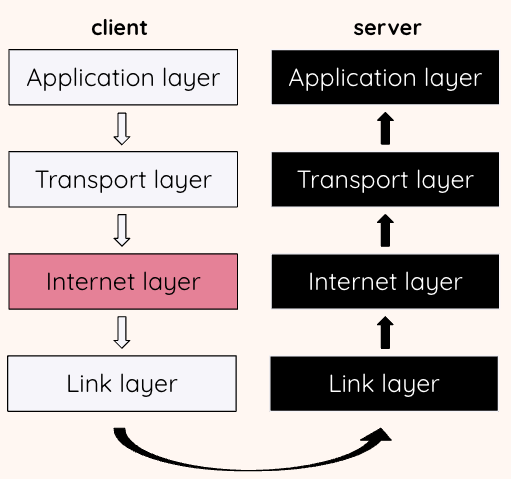 client
server
Application layer
Application layer
Transport layer
Transport layer
Internet layer
Internet layer
Link layer
Link layer